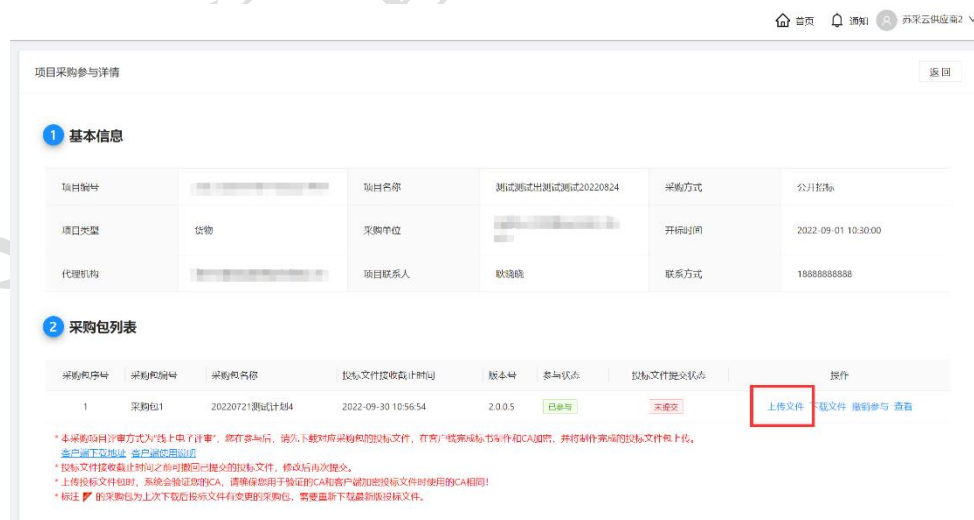 首页 通知 苏采云供应商2
项目采购参与详情 返回
1 基本信息
项目编号 项目名称 测试测试出测试测试20220824 采购方式 公开招标
项目类型 货物 采购单位 开标时间 2022-09-01 10:30:00
代理机构 项目联系人 耿晓晓 联系方式 18888888888
2 采购包列表
采购包序号 采购包编号 采购包名称 投标文件接收截止时间 版本号 参与状态 投标文件提交状态 操作
1 采购包1 20220721测试计划4 2022-09-30 10:56:54 2.0.0.5 已参与 未提交 上传文件 下载文件 撤销参与 查看
* 本采购项目评审方式为"线上电子评审", 您在参与后, 请先下载对应采购包的投标文件, 在客户端完成标书制作和CA加密, 并将制作完成的投标文件包上传。
客户端下载地址 客户端使用说明
* 投标文件接收截止时间之前可撤回已提交的投标文件, 修改后再次提交。
* 上传投标文件包时, 系统会验证您的CA, 请确保您用于验证的CA和客户端加密投标文件时使用的CA相同!
* 标注 的采购包为上次下载后投标文件有变更的采购包, 需要重新下载最新版投标文件。